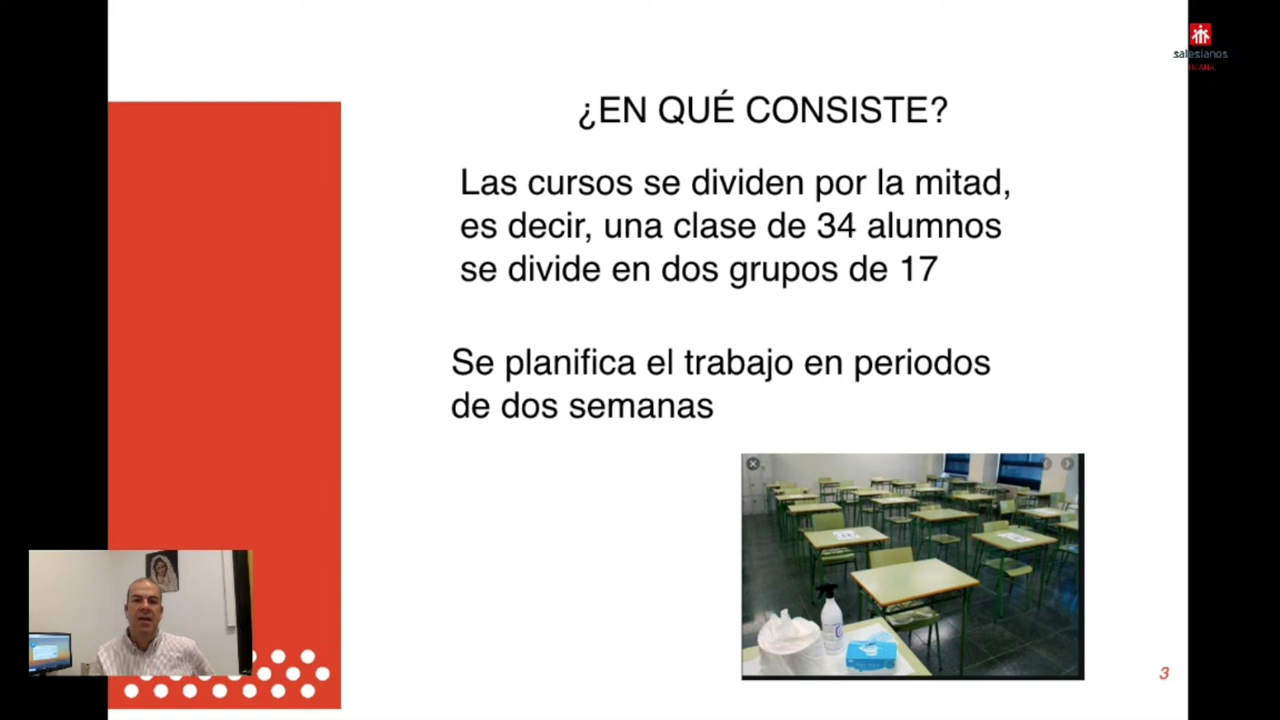 salesianos
TRIANA
¿EN QUÉ CONSISTE?
Las cursos se dividen por la mitad,
es decir, una clase de 34 alumnos
se divide en dos grupos de 17
Se planifica el trabajo en periodos
de dos semanas
3